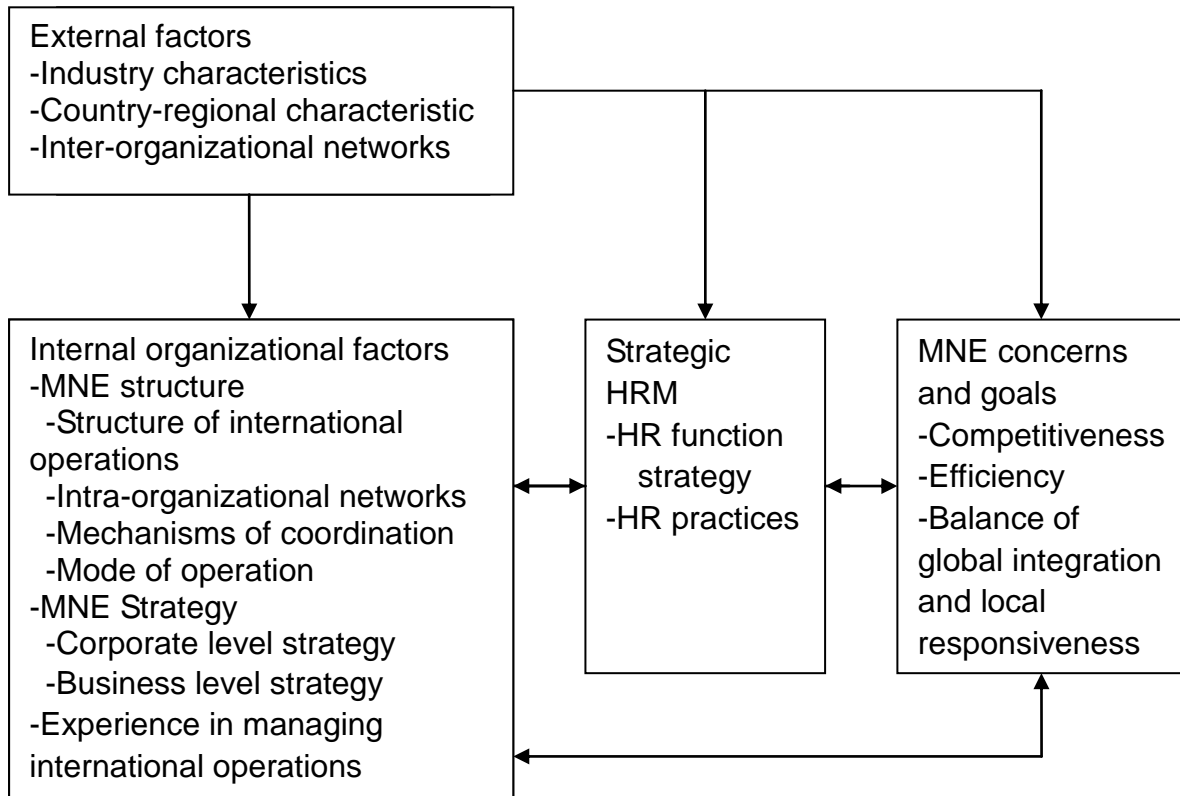 External factors
-Industry characteristics
-Country-regional characteristic
-Inter-organizational networks
Internal organizational factors
-MNE structure
-Structure of international
operations
-Intra-organizational networks
-Mechanisms of coordination
-Mode of operation
-MNE Strategy
-Corporate level strategy
-Business level strategy
-Experience in managing
international operations
Strategic
HRM
-HR function
strategy
-HR practices
MNE concerns
and goals
-Competitiveness
-Efficiency
-Balance of
global integration
and local
responsiveness